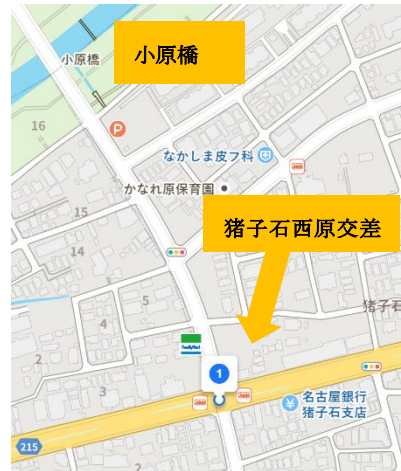 小原橋
小原橋
16
P
なかしま皮フ科
かなれ原保育園
猪子石西原交差
15
14
5
猪子石
4
FamilyMart
2
1
3
名古屋銀行
猪子石支店
215
2